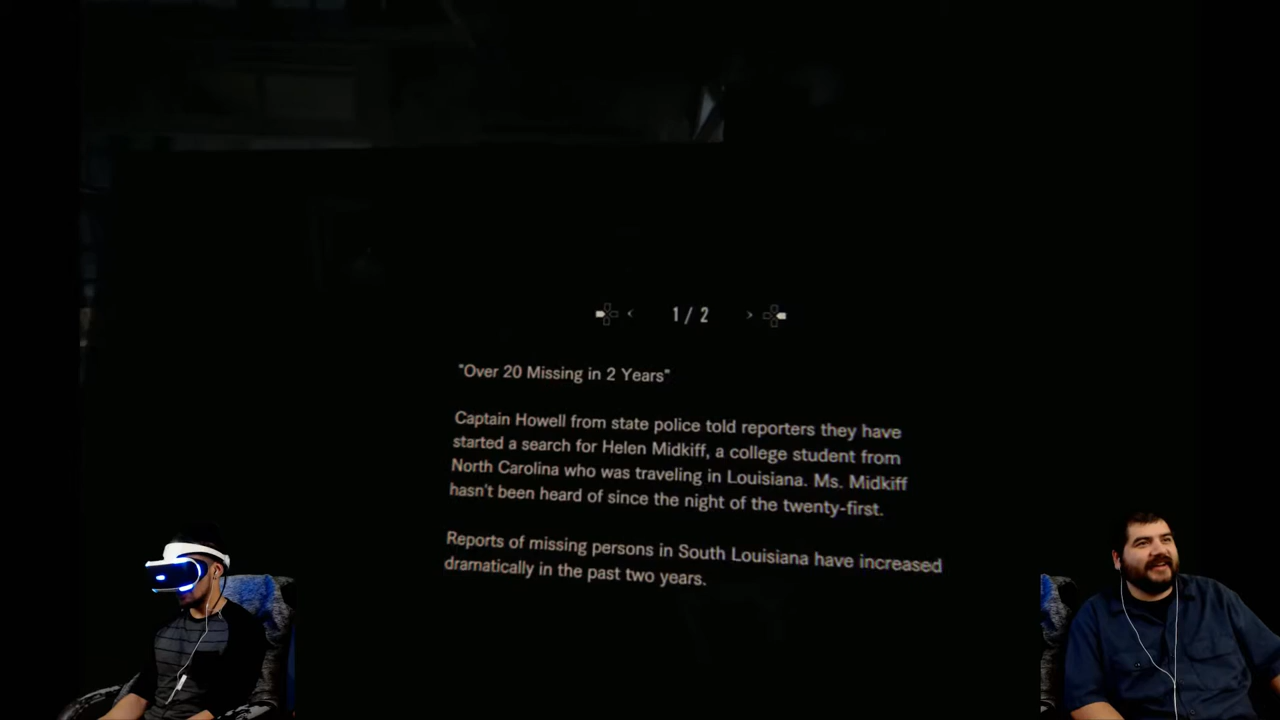 1 / 2
"Over 20 Missing in 2 Years"
Captain Howell from state police told reporters they have
started a search for Helen Midkiff, a college student from
North Carolina who was traveling in Louisiana. Ms. Midkiff
hasn't been heard of since the night of the twenty-first.
Reports of missing persons in South Louisiana have increased
dramatically in the past two years.